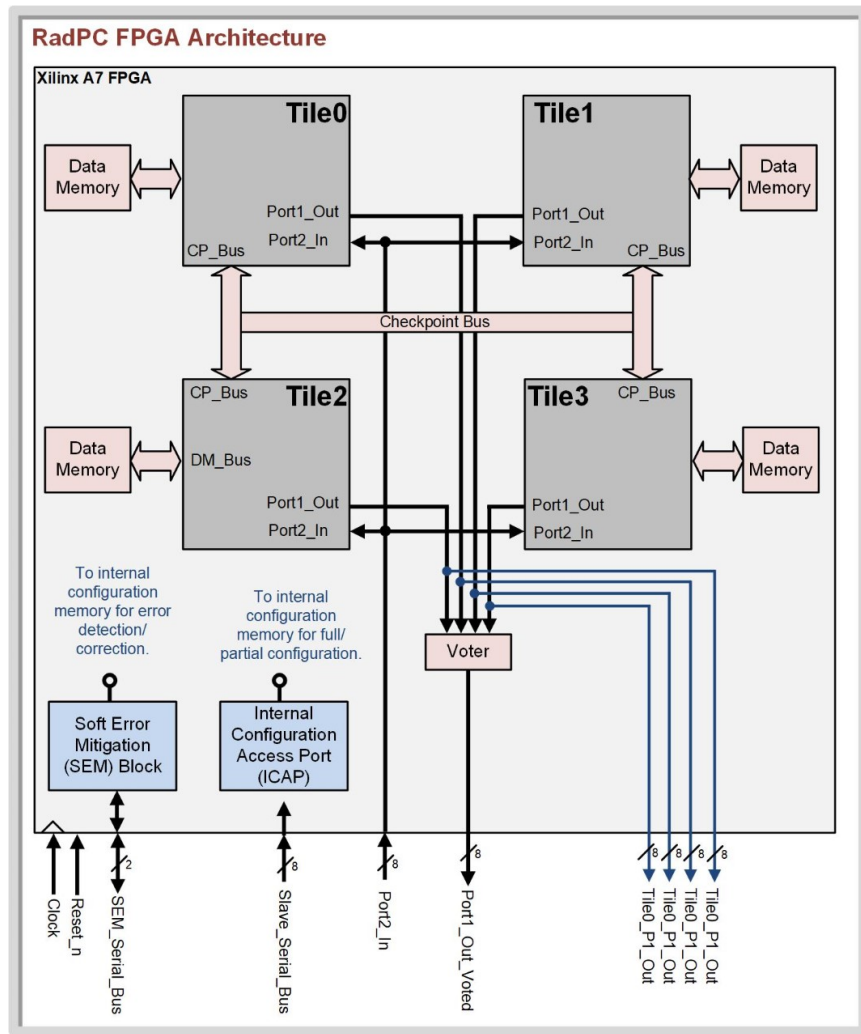 RadPC FPGA Architecture
Xilinx A7 FPGA
Tile0
Tile1
Data
Memory
Data
Memory
Port1_Out
Port2_In
CP_Bus
Port1_Out
Port2_In
CP_Bus
Checkpoint Bus
CP_Bus
Tile2
Tile3
CP_Bus
Data
Memory
DM_Bus
Data
Memory
Port1_Out
Port2_In
Port1_Out
Port2_In
To internal
configuration
memory for error
detection/
correction.
To internal
configuration
memory for full/
partial configuration.
Voter
Soft Error
Mitigation
(SEM) Block
Internal
Configuration
Access Port
(ICAP)
2
8
8
8
8
8
8
8
Clock
Reset_n
SEM_Serial_Bus
Slave_Serial_Bus
Port2_In
Port1_Out_Voted
Tile0_P1_Out
Tile0_P1_Out
Tile0_P1_Out
Tile0_P1_Out